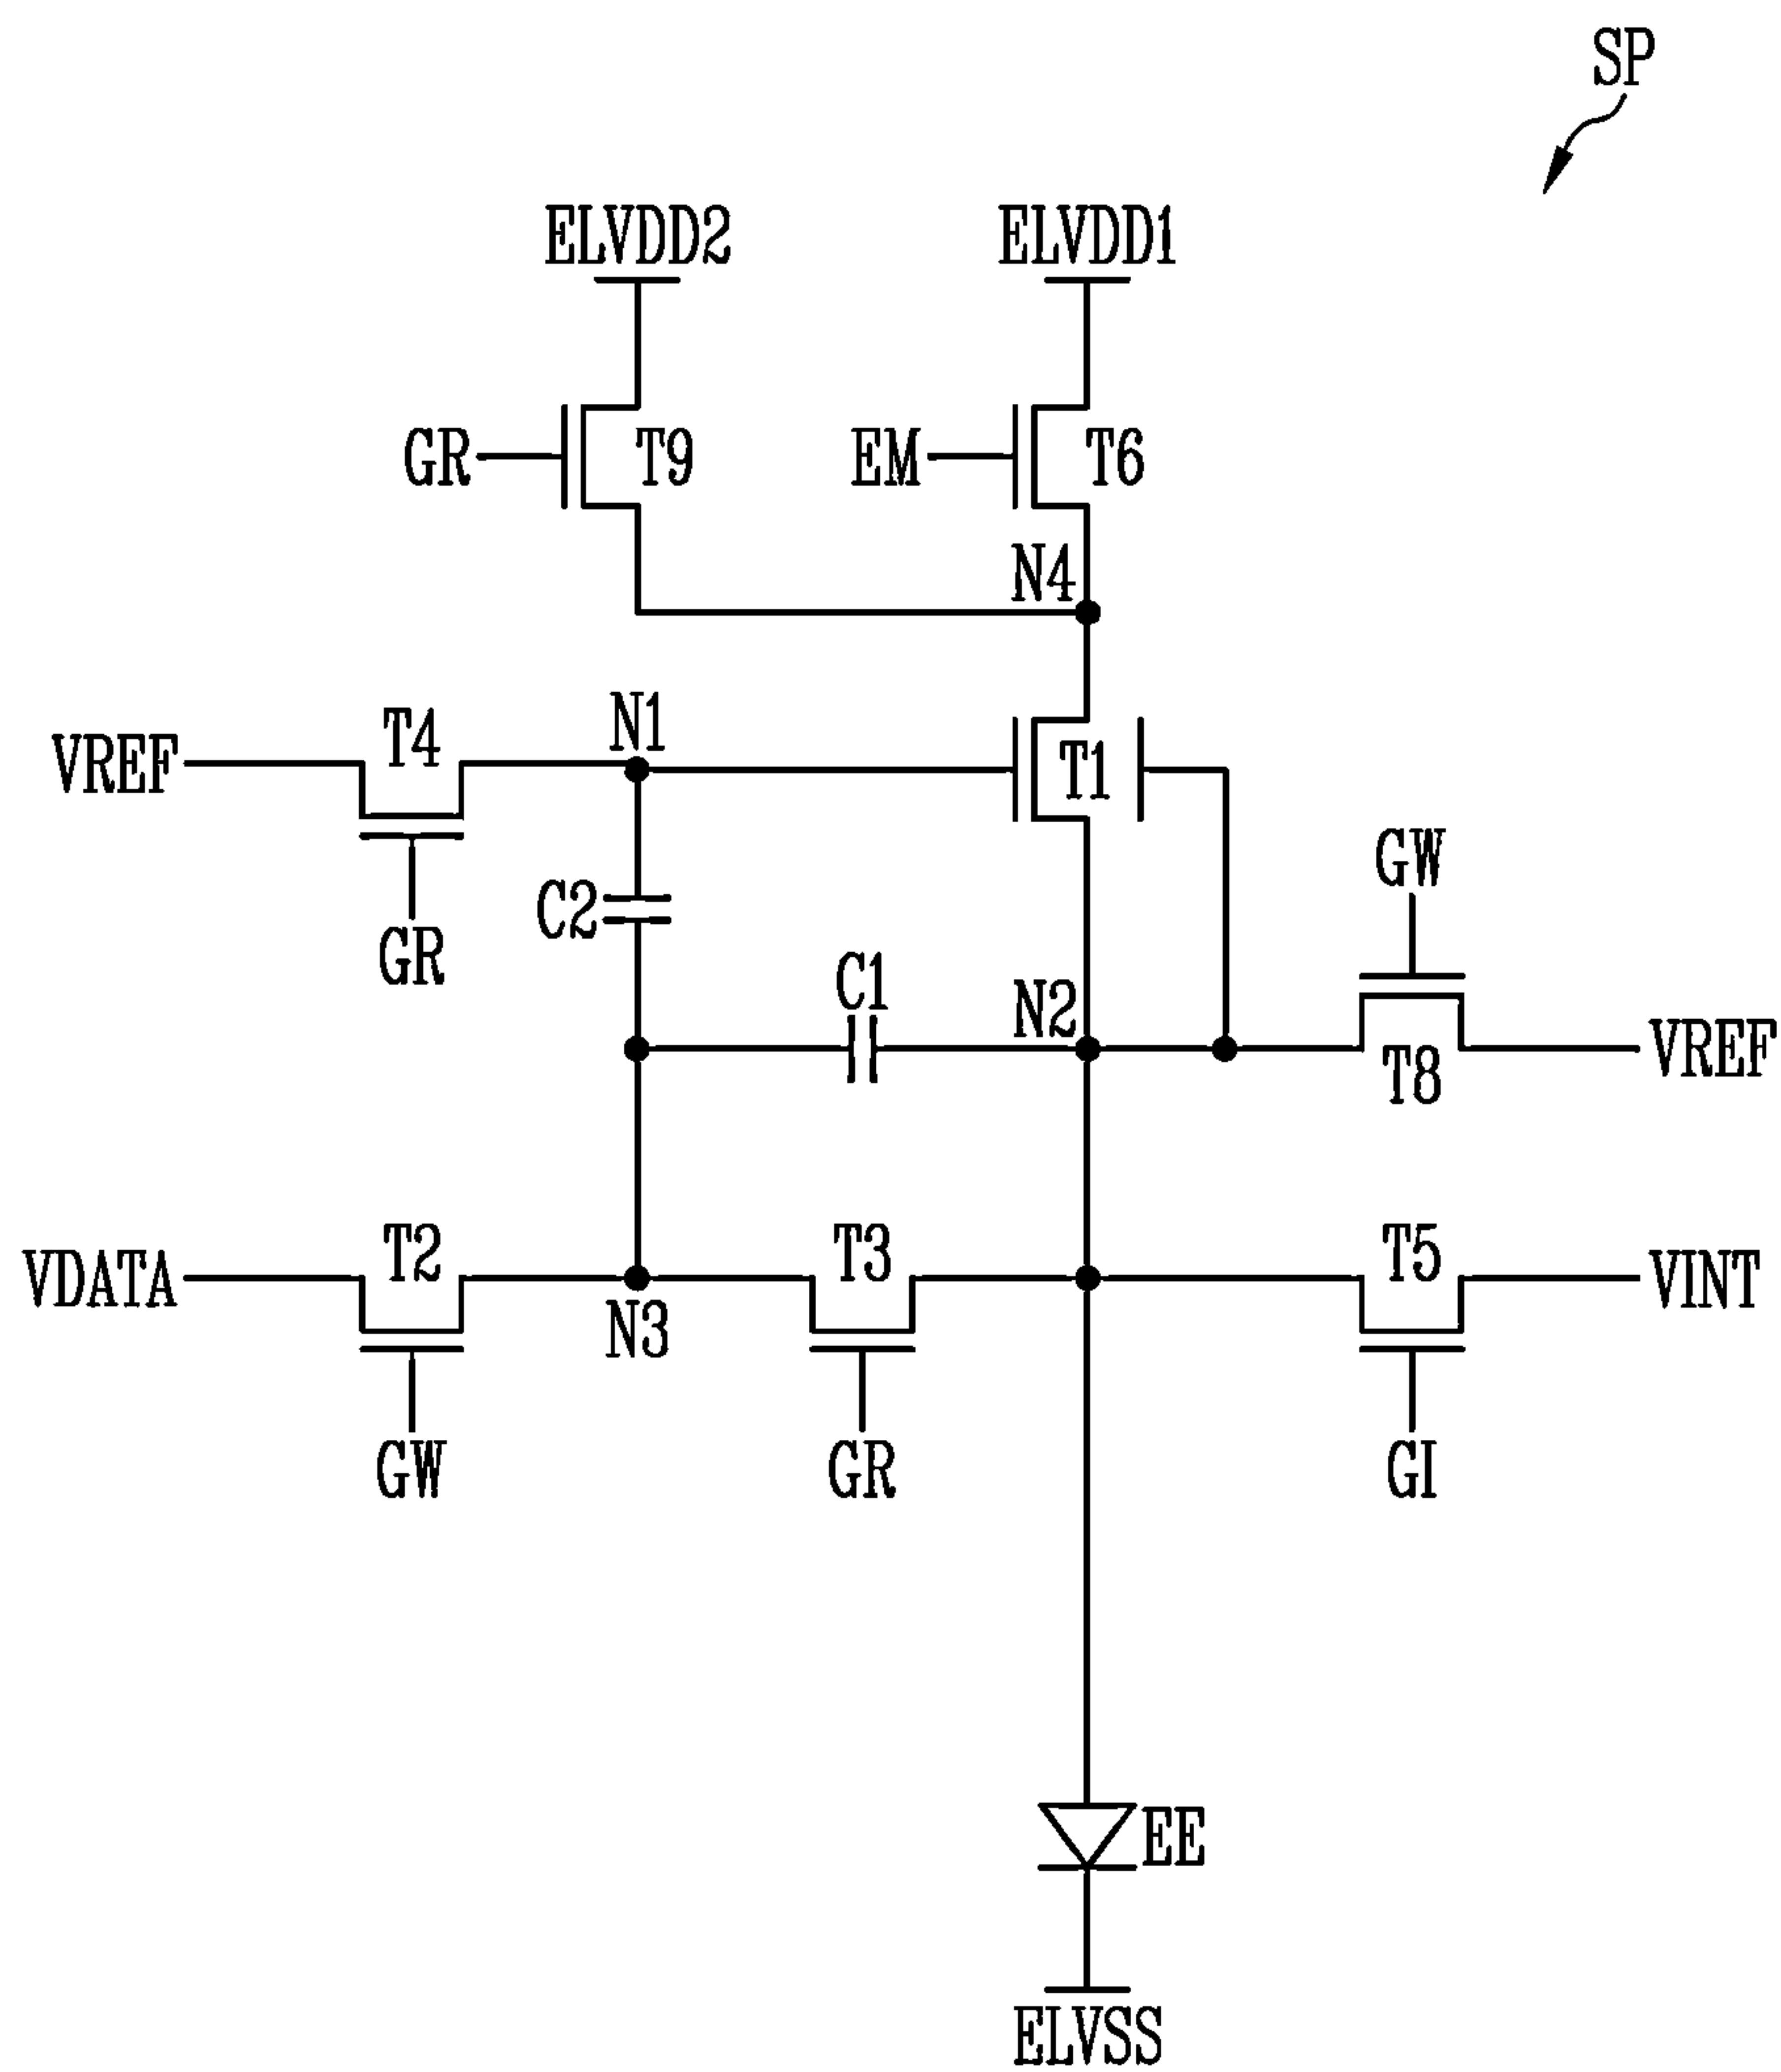 SP
ELVDD2
ELVDD1
GR
T9
EM
T6
N4
VREF
T4
N1
T1
GR
C2
GW
C1
N2
T8
VREF
VDATA
T2
N3
T3
T5
VINT
GW
GR
GI
EE
ELVSS